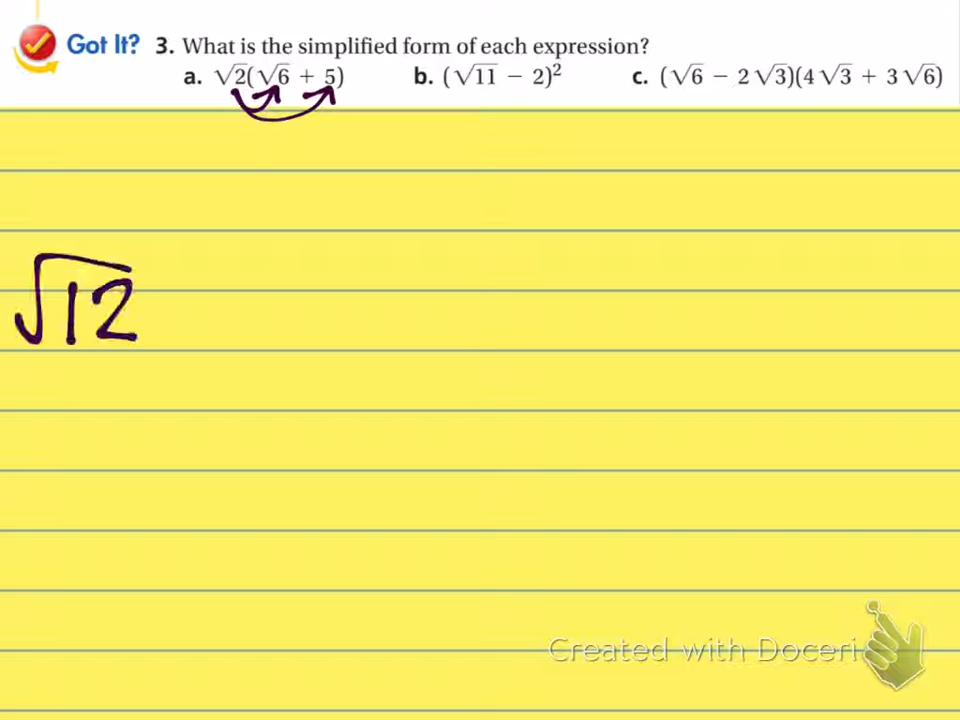 Got It? 3. What is the simplified form of each expression?
a. √2(√6 + 5) b. (√11 − 2)² c. (√6 − 2√3)(4√3 + 3√6)
√12
Created with Doceri